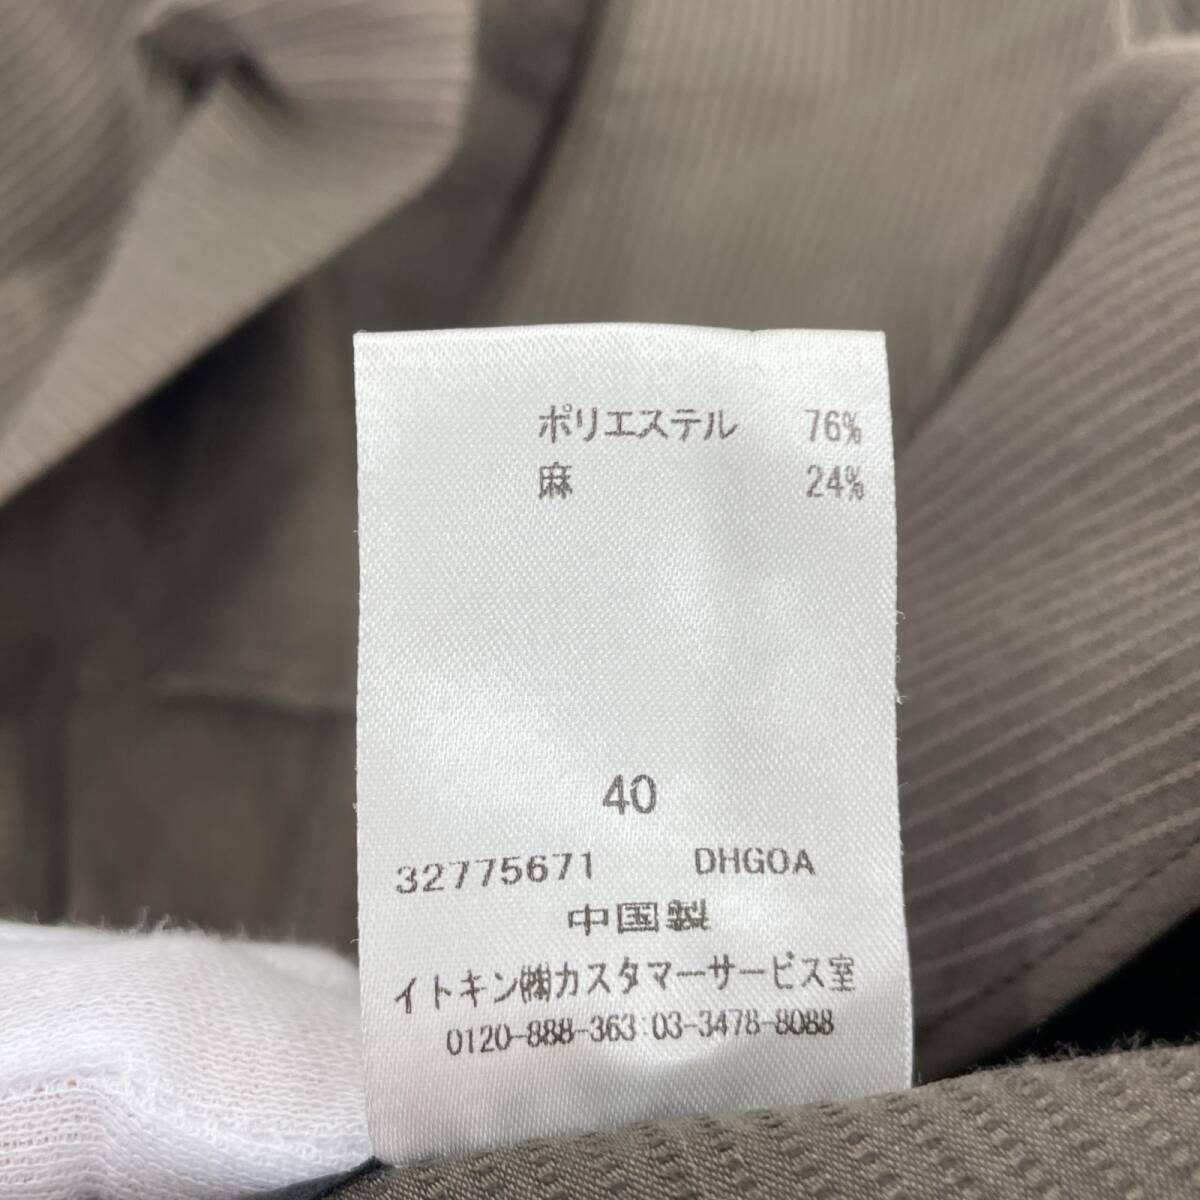 ポリエステル 76%
麻 24%
40
32775671 DHGOA
中国製
イトキン㈱カスタマーサービス室
0120-888-363 03-3478-8088